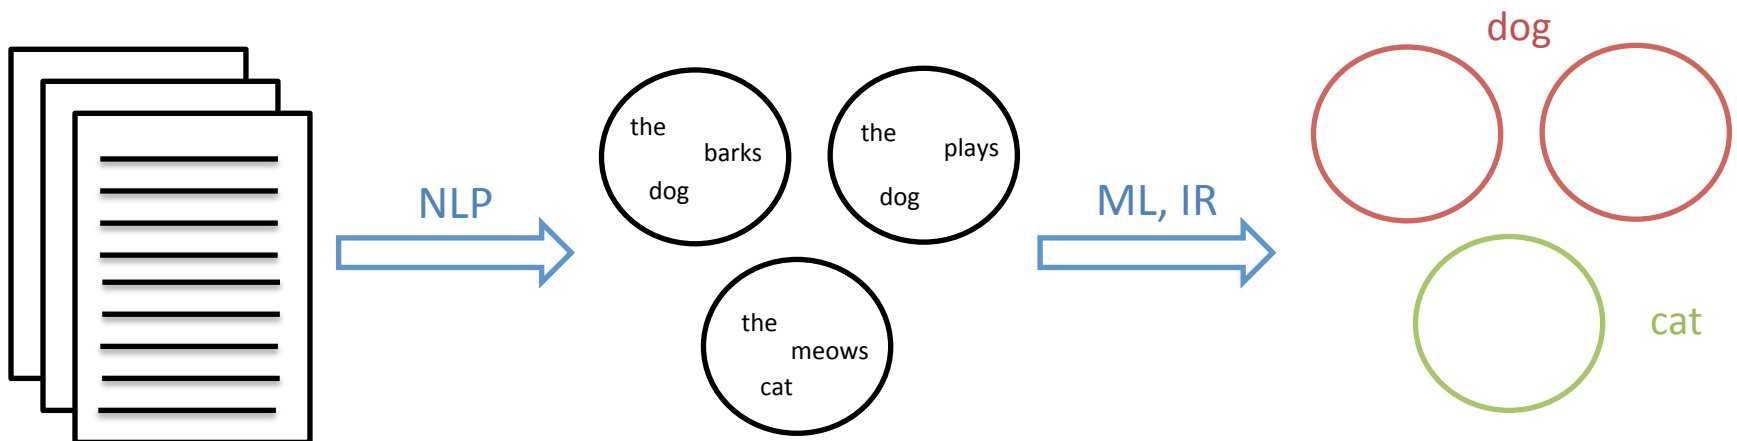 NLP
the
barks
dog
the
plays
dog
the
meows
cat
ML, IR
dog
cat